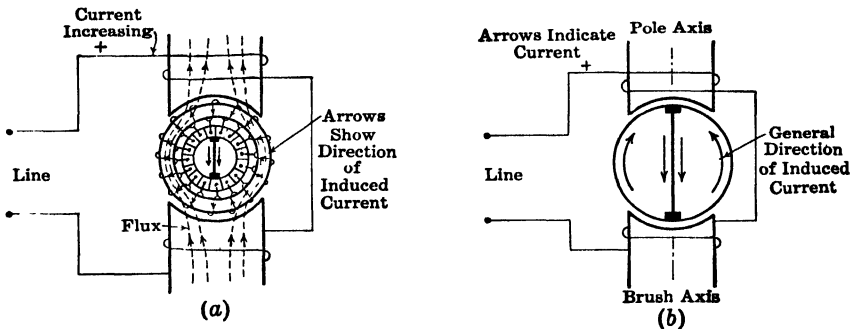 Current
Increasing
+
Arrows
Show
Direction
of
Induced
Current
Line
Flux
(a)
Arrows Indicate
Current
+
Pole Axis
General
Direction
of Induced
Current
Line
Brush Axis
(b)